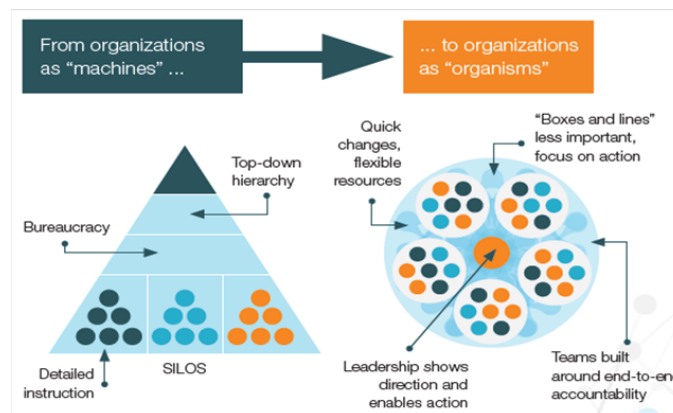 From organizations
as “machines” ...
... to organizations
as “organisms”
Top-down
hierarchy
Bureaucracy
Detailed
instruction
SILOS
Quick
changes,
flexible
resources
“Boxes and lines”
less important,
focus on action
Leadership shows
direction and
enables action
Teams built
around end-to-end
accountability